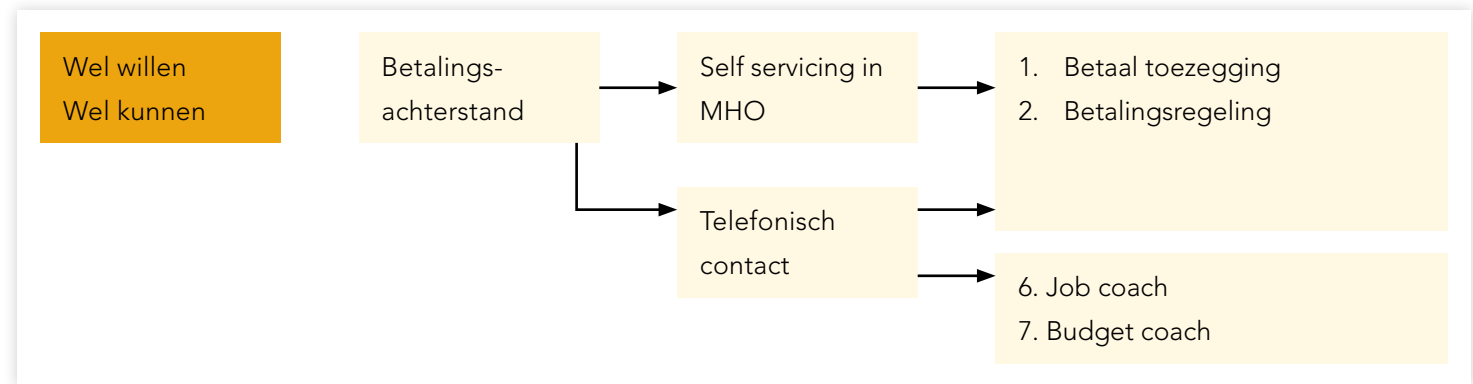 Wel willen
Wel kunnen
Betalings-
achterstand
Self servicing in
MHO
1. Betaal toezegging
2. Betalingsregeling
Telefonisch
contact
6. Job coach
7. Budget coach